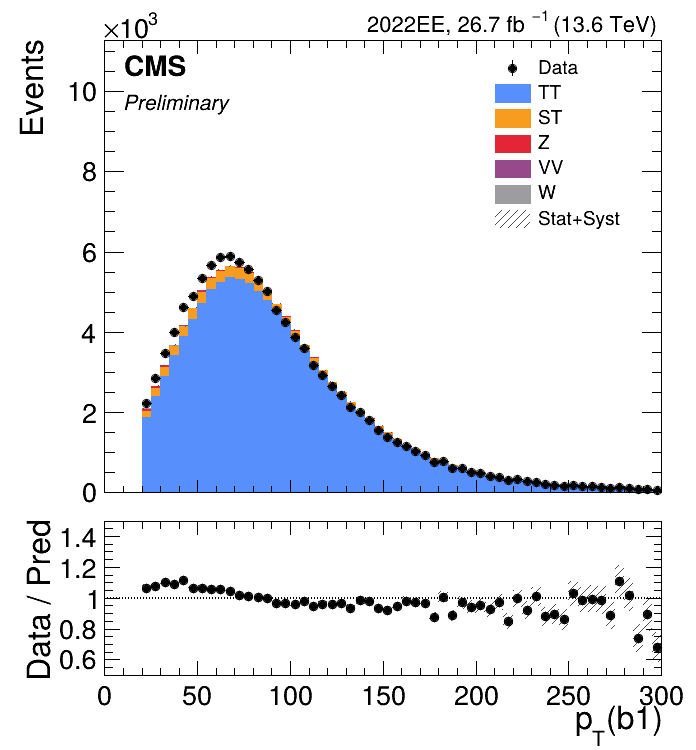 ×10³ 2022EE, 26.7 fb⁻¹ (13.6 TeV)
CMS
Preliminary
Data
TT
ST
Z
VV
W
Stat+Syst
Events
10
8
6
4
2
0
Data / Pred
1.4
1.2
1
0.8
0.6
0 50 100 150 200 250 300
p_T(b1)